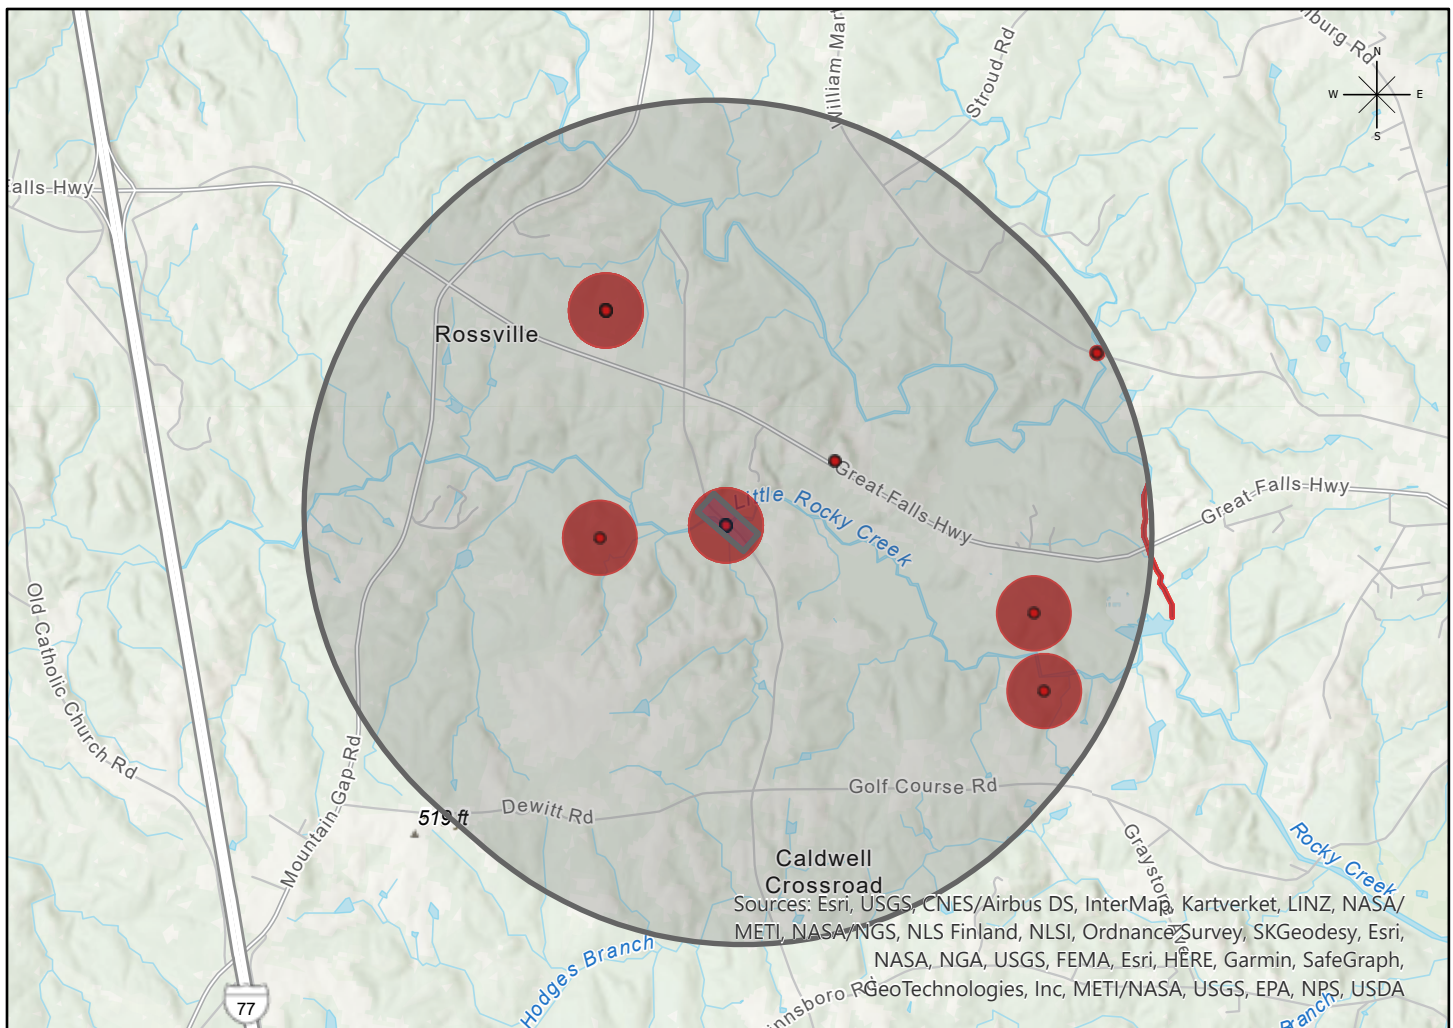 nburg Rd
N
W
E
S
William Mar
Stroud Rd
Falls Hwy
Rossville
Great Falls Hwy
Great Falls Hwy
Little Rocky Creek
Old Catholic Church Rd
Mountain Gap Rd
519 ft
Dewitt Rd
Golf Course Rd
Caldwell
Crossroad
Graystone Ave
Rocky Creek
Sources: Esri, USGS, CNES/Airbus DS, InterMap, Kartverket, LINZ, NASA/
METI, NASA/NGS, NLS Finland, NLSI, Ordnance Survey, SKGeodesy, Esri,
NASA, NGA, USGS, FEMA, Esri, HERE, Garmin, SafeGraph,
GeoTechnologies, Inc, METI/NASA, USGS, EPA, NPS, USDA
Hodges Branch
innsboro Rd
Branch
77